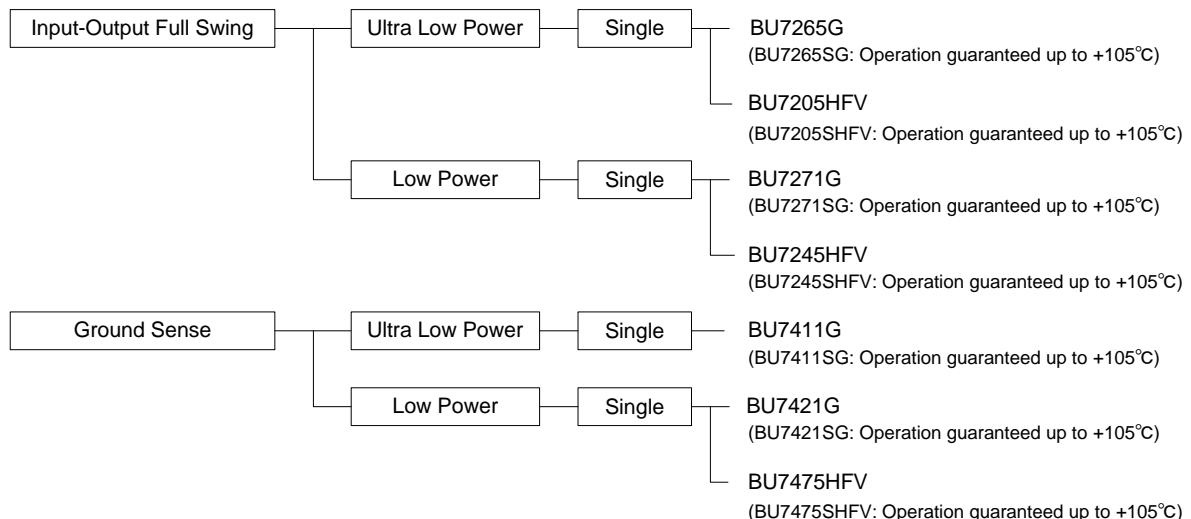 Input-Output Full Swing
Ultra Low Power
Single
BU7265G
(BU7265SG: Operation guaranteed up to +105℃)
BU7205HFV
(BU7205SHFV: Operation guaranteed up to +105℃)
Low Power
Single
BU7271G
(BU7271SG: Operation guaranteed up to +105℃)
BU7245HFV
(BU7245SHFV: Operation guaranteed up to +105℃)
Ground Sense
Ultra Low Power
Single
BU7411G
(BU7411SG: Operation guaranteed up to +105℃)
Low Power
Single
BU7421G
(BU7421SG: Operation guaranteed up to +105℃)
BU7475HFV
(BU7475SHFV: Operation guaranteed up to +105℃)